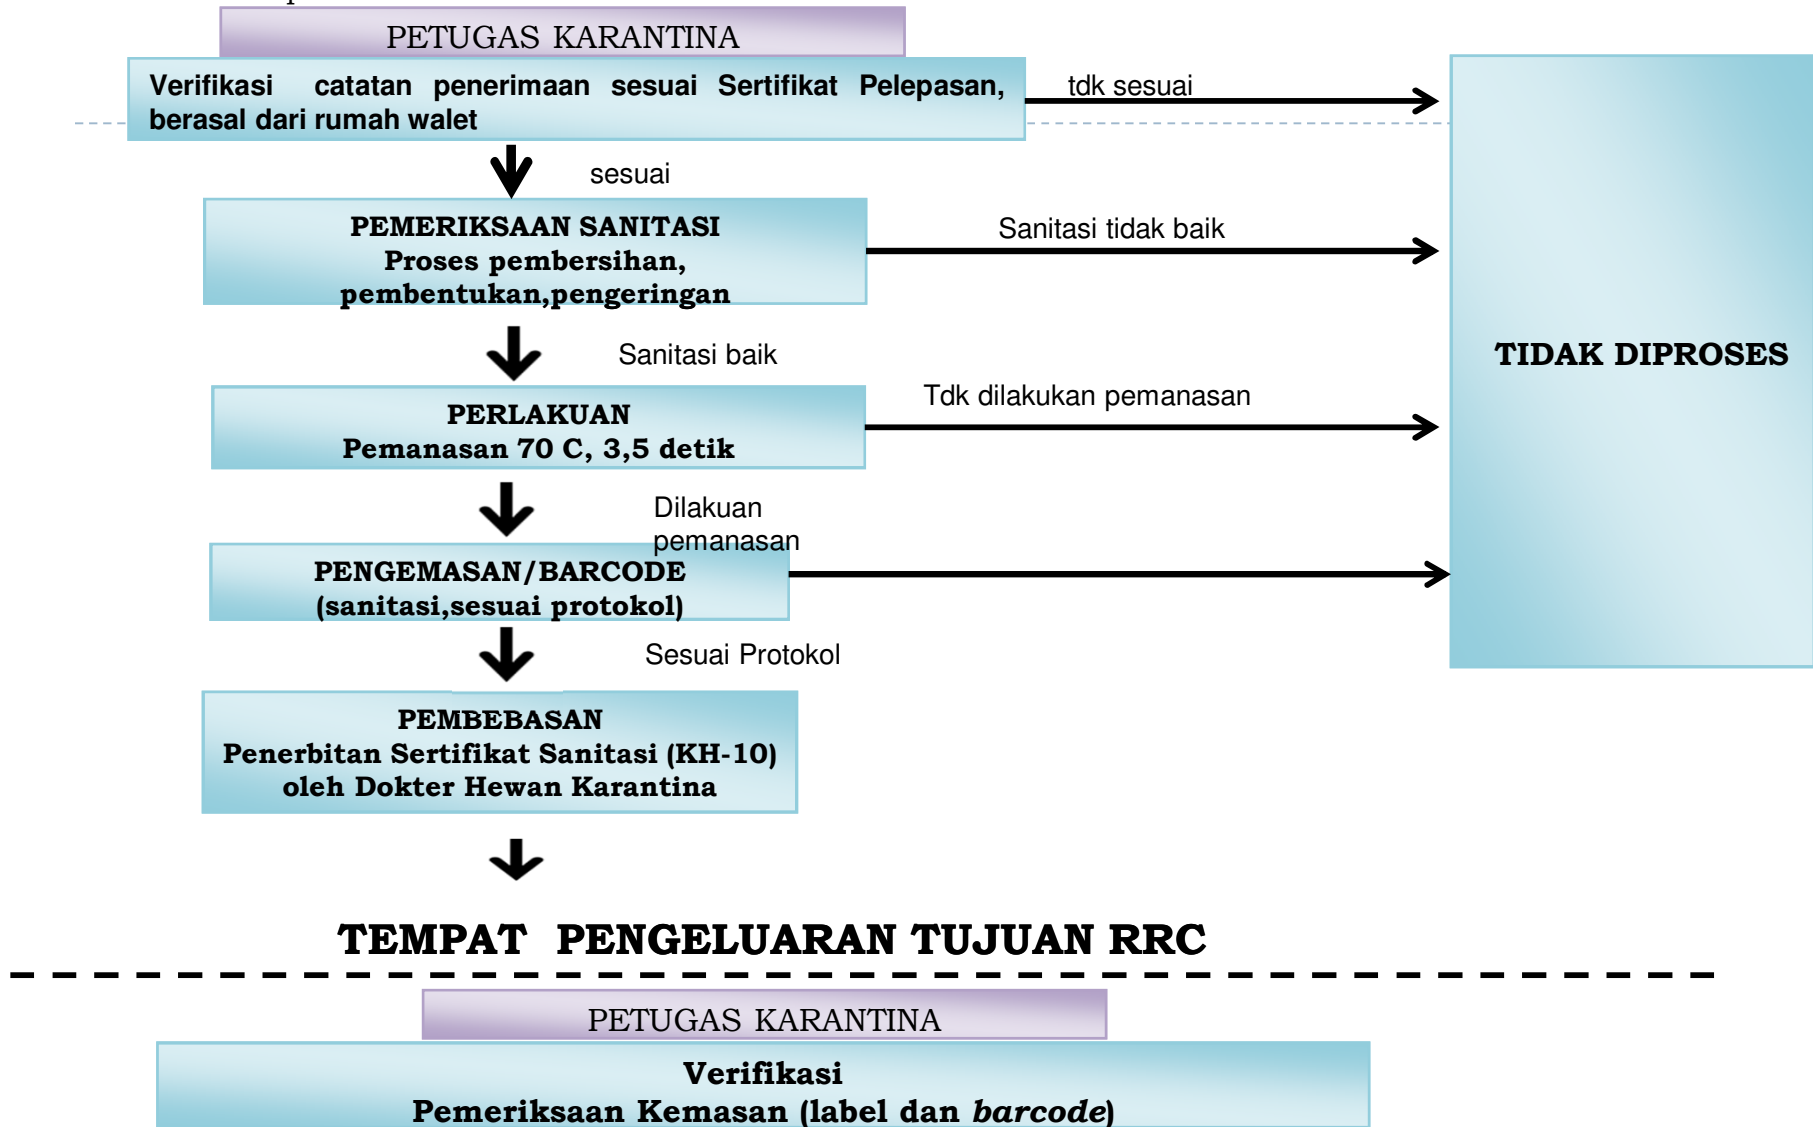 PETUGAS KARANTINA
Verifikasi catatan penerimaan sesuai Sertifikat Pelepasan,
berasal dari rumah walet
tdk sesuai
sesuai
PEMERIKSAAN SANITASI
Proses pembersihan,
pembentukan,pengeringan
Sanitasi tidak baik
Sanitasi baik
TIDAK DIPROSES
PERLAKUAN
Pemanasan 70 C, 3,5 detik
Tdk dilakukan pemanasan
Dilakuan
pemanasan
PENGEMASAN/BARCODE
(sanitasi,sesuai protokol)
Sesuai Protokol
PEMBEBASAN
Penerbitan Sertifikat Sanitasi (KH-10)
oleh Dokter Hewan Karantina
TEMPAT PENGELUARAN TUJUAN RRC
PETUGAS KARANTINA
Verifikasi
Pemeriksaan Kemasan (label dan barcode)